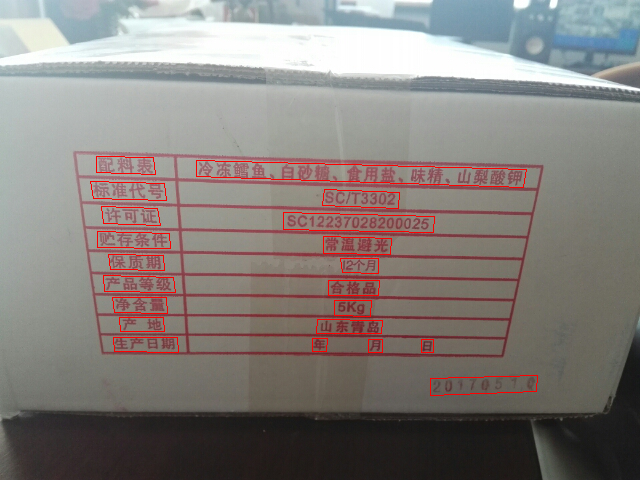 配料表 冷冻鳕鱼、白砂糖、食用盐、味精、山梨酸钾
标准代号 SC/T3302
许可证 SC12237028200025
贮存条件 常温避光
保质期 12个月
产品等级 合格品
净含量 5Kg
产地 山东青岛
生产日期 年 月 日
20170510